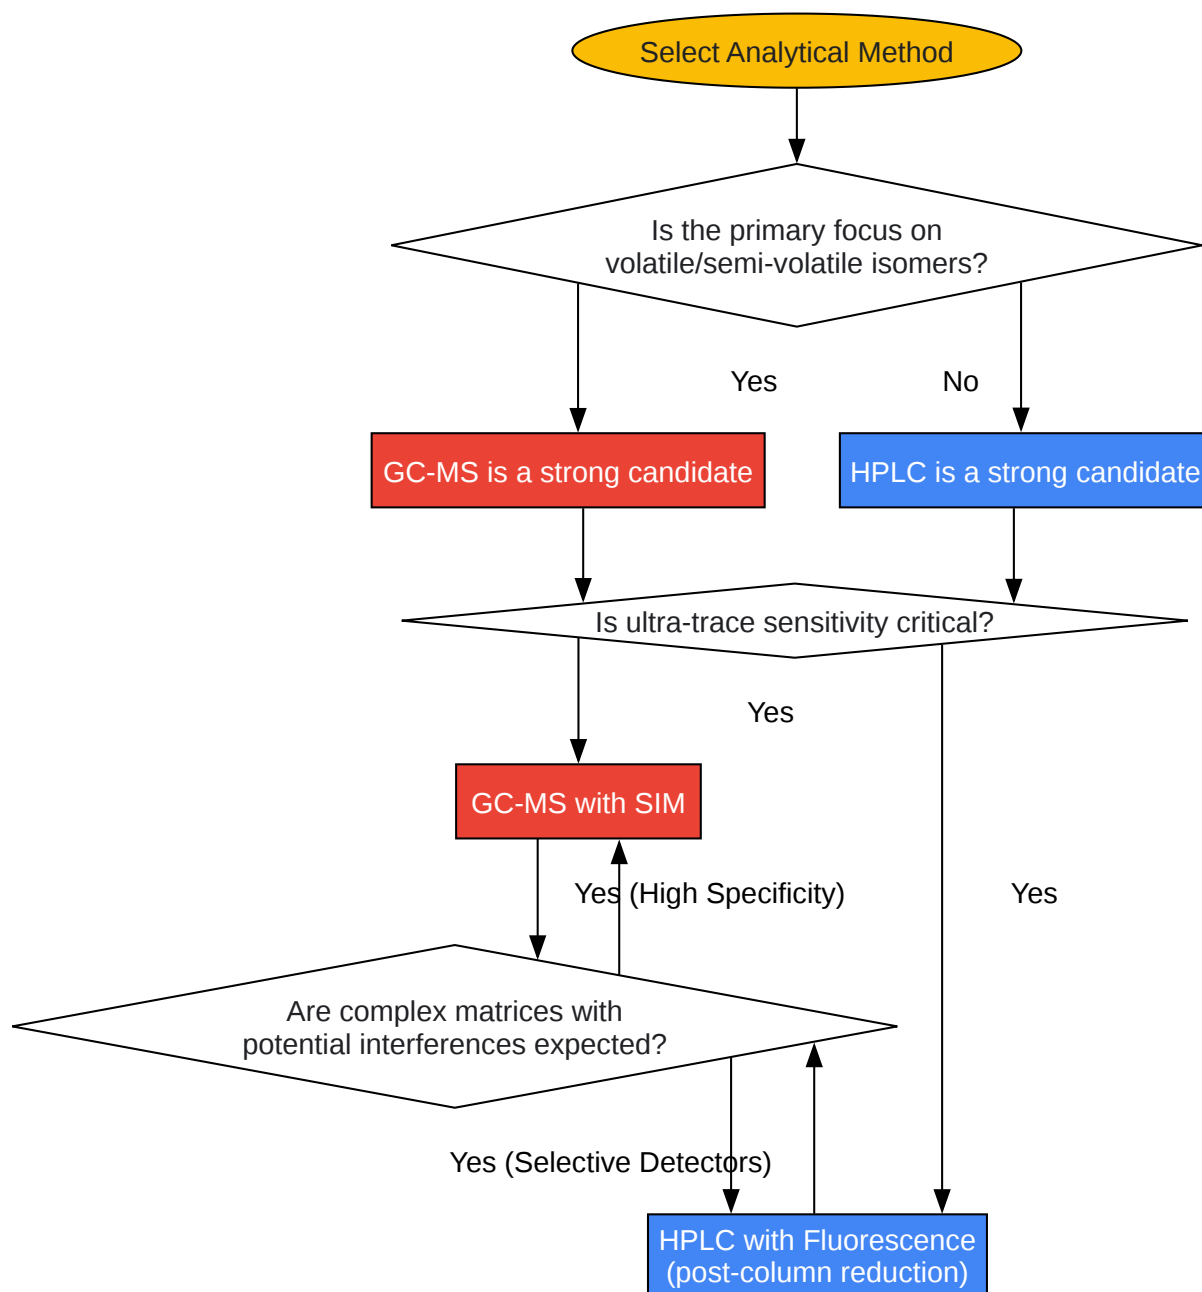 Select Analytical Method
Is the primary focus on
volatile/semi-volatile isomers?
Yes
No
GC-MS is a strong candidate
HPLC is a strong candidate
Is ultra-trace sensitivity critical?
Yes
GC-MS with SIM
Yes (High Specificity)
Yes
Are complex matrices with
potential interferences expected?
Yes (Selective Detectors)
HPLC with Fluorescence
(post-column reduction)